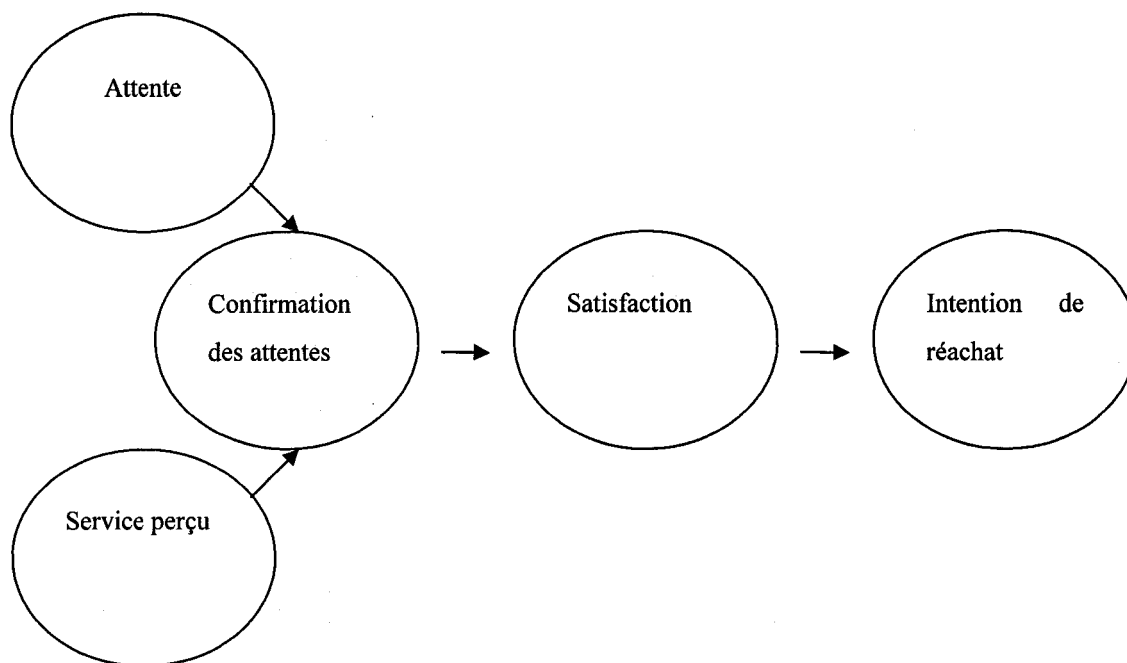 Attente
Confirmation
des attentes
Satisfaction
Intention de
réachat
Service perçu